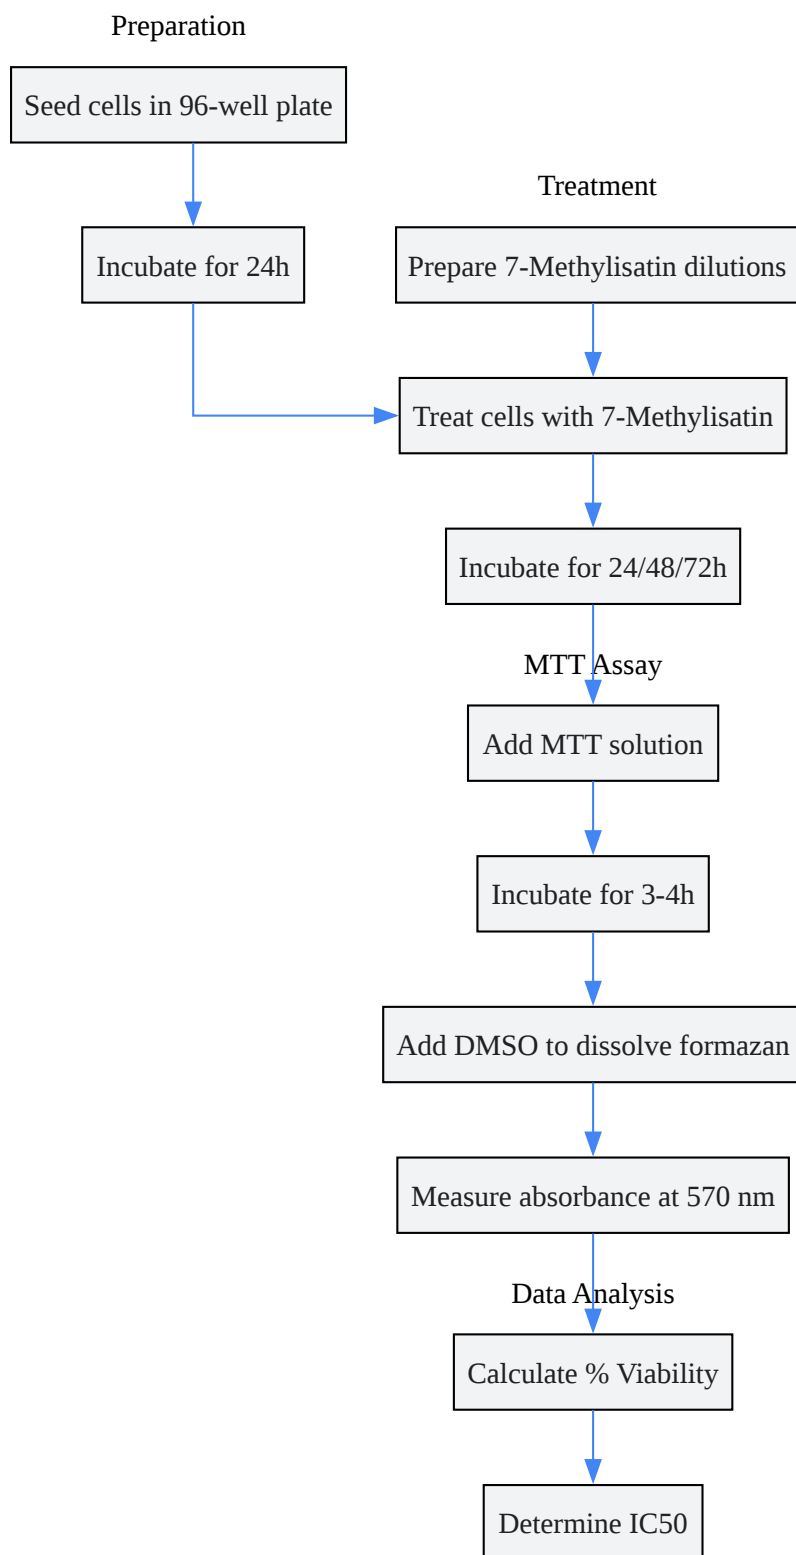 Preparation
Seed cells in 96-well plate
Treatment
Incubate for 24h
Prepare 7-Methylisatin dilutions
Treat cells with 7-Methylisatin
Incubate for 24/48/72h
MTT Assay
Add MTT solution
Incubate for 3-4h
Add DMSO to dissolve formazan
Measure absorbance at 570 nm
Data Analysis
Calculate % Viability
Determine IC50